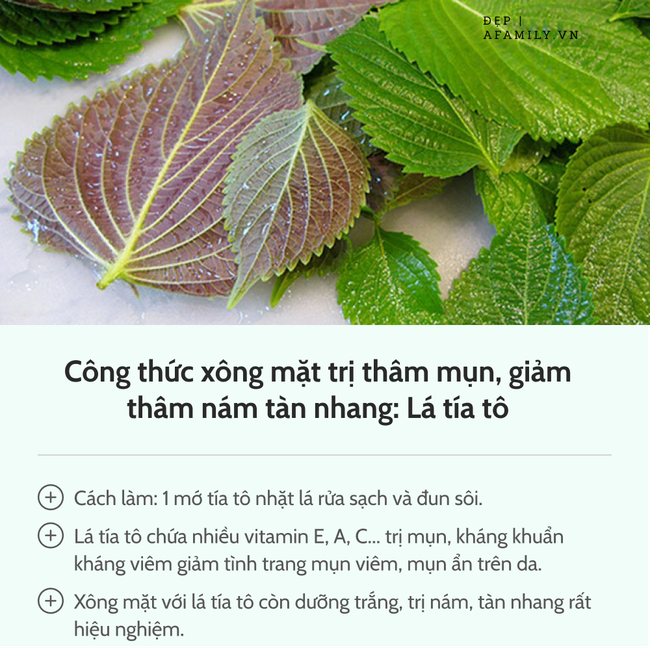 ĐẸP |
AFAMILY.VN
Công thức xông mặt trị thâm mụn, giảm
thâm nám tàn nhang: Lá tía tô
Cách làm: 1 mớ tía tô nhặt lá rửa sạch và đun sôi.
Lá tía tô chứa nhiều vitamin E, A, C... trị mụn, kháng khuẩn
kháng viêm giảm tình trang mụn viêm, mụn ẩn trên da.
Xông mặt với lá tía tô còn dưỡng trắng, trị nám, tàn nhang rất
hiệu nghiệm.